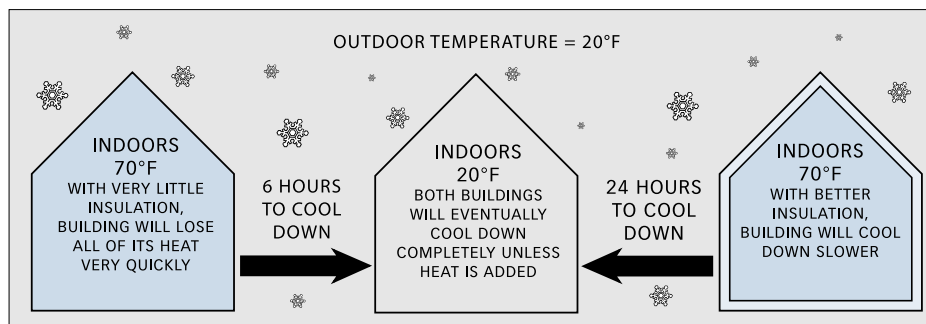 OUTDOOR TEMPERATURE = 20°F
INDOORS
70°F
WITH VERY LITTLE
INSULATION,
BUILDING WILL LOSE
ALL OF ITS HEAT
VERY QUICKLY
6 HOURS
TO COOL
DOWN
INDOORS
20°F
BOTH BUILDINGS
WILL EVENTUALLY
COOL DOWN
COMPLETELY UNLESS
HEAT IS ADDED
24 HOURS
TO COOL
DOWN
INDOORS
70°F
WITH BETTER
INSULATION,
BUILDING WILL COOL
DOWN SLOWER